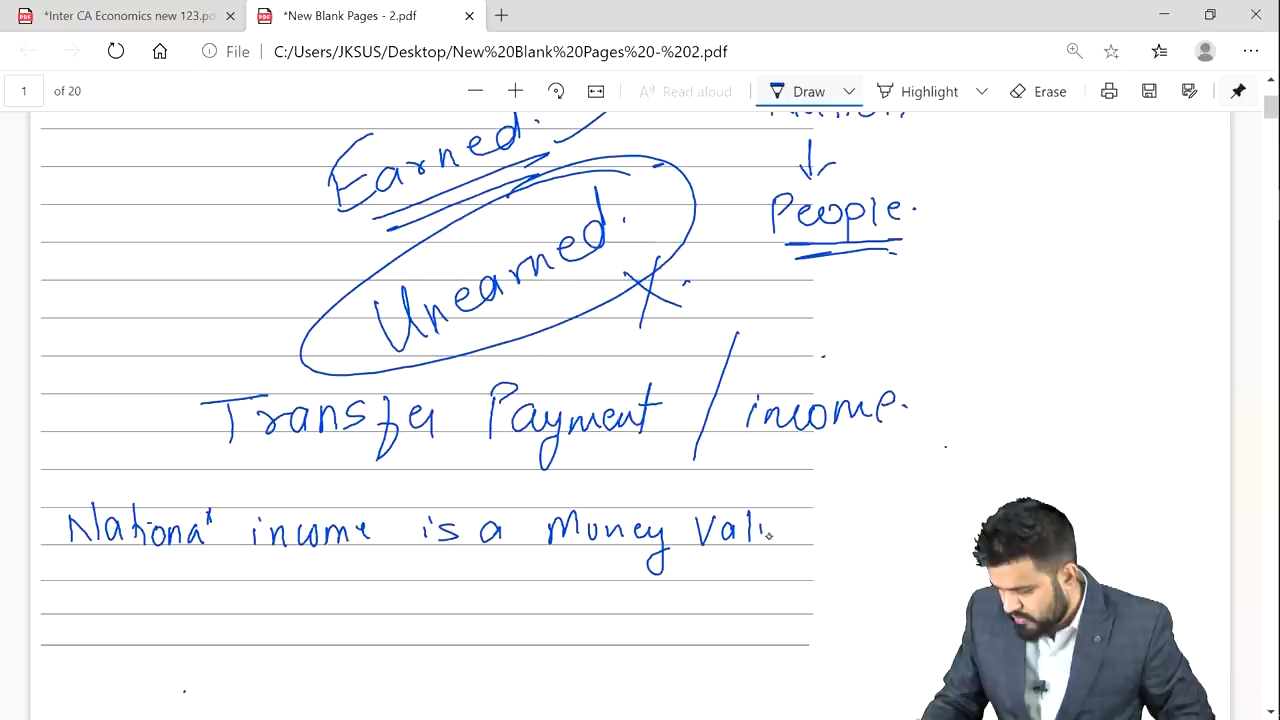 *Inter CA Economics new 123.pd
*New Blank Pages - 2.pdf
File
C:/Users/JKSUS/Desktop/New%20Blank%20Pages%20-%202.pdf
1 of 20
Read aloud
Draw
Highlight
Erase
Earned.
Unearned.
People.
Transfer Payment / income.
National income is a Money Val